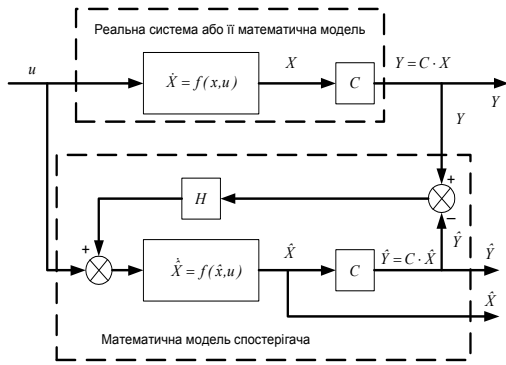 Реальна система або її математична модель
u
Ẋ = f(x,u)
X
C
Y = C · X
Y
Y
+
H
−
+
X̂̇ = f(x̂,u)
X̂
C
Ŷ = C · X̂
Ŷ
Ŷ
X̂
Математична модель спостерігача